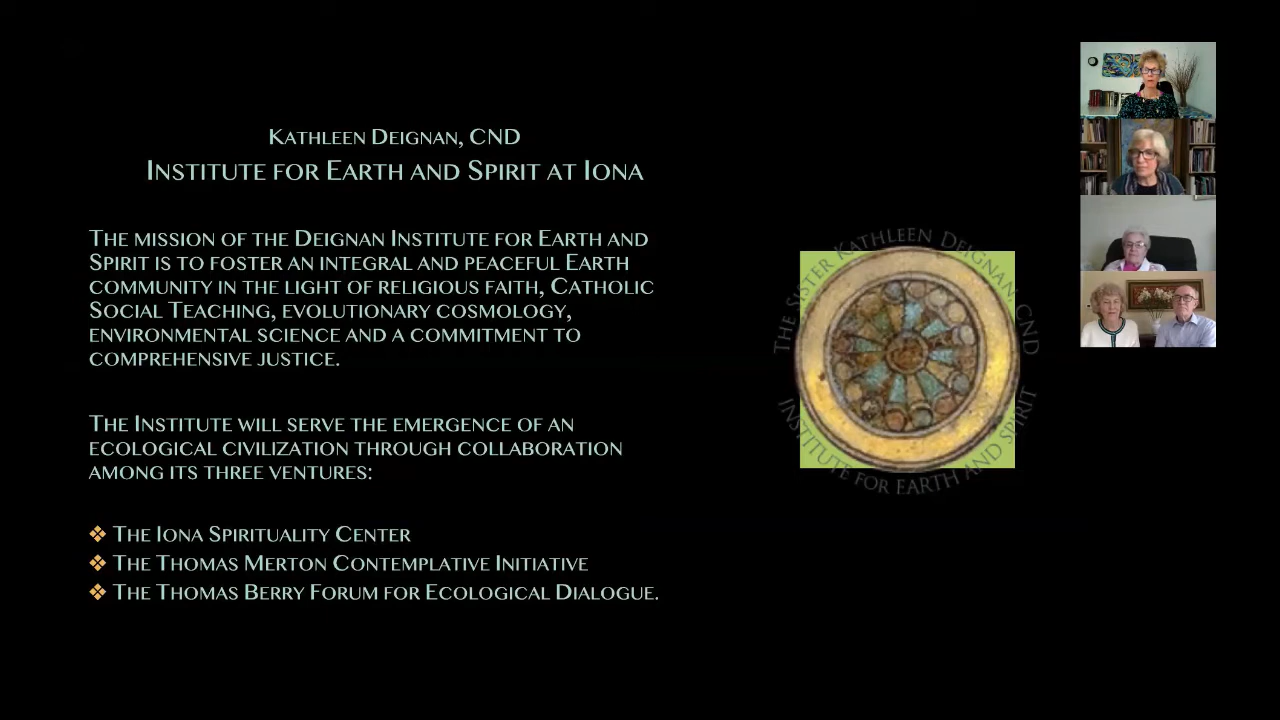 Kathleen Deignan, CND
Institute for Earth and Spirit at Iona
The mission of the Deignan Institute for Earth and
Spirit is to foster an integral and peaceful Earth
community in the light of religious faith, Catholic
Social Teaching, evolutionary cosmology,
environmental science and a commitment to
comprehensive justice.
The Institute will serve the emergence of an
ecological civilization through collaboration
among its three ventures:
❖ The Iona Spirituality Center
❖ The Thomas Merton Contemplative Initiative
❖ The Thomas Berry Forum for Ecological Dialogue.
The Sister Kathleen Deignan, CND
Institute for Earth and Spirit